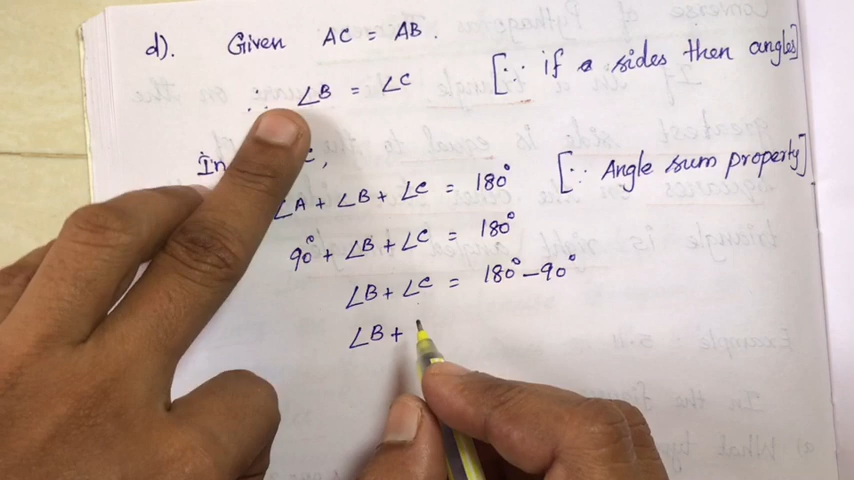 d). Given AC = AB.
∴ ∠B = ∠C [∵ if sides then angles]
In
∠A + ∠B + ∠C = 180° [∵ Angle sum property]
90° + ∠B + ∠C = 180°
∠B + ∠C = 180° - 90°
∠B +